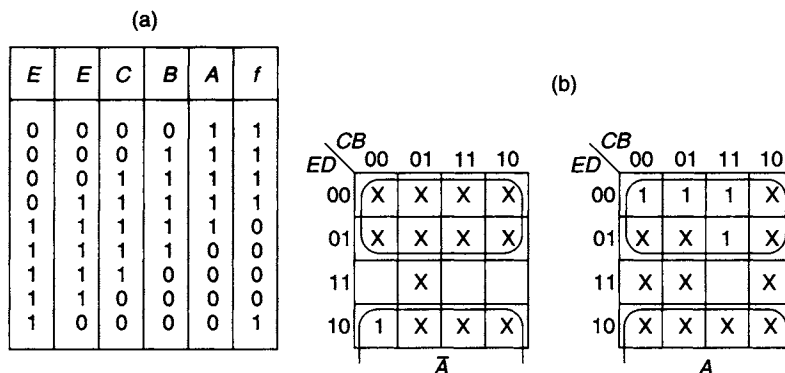 (a)
E E C B A f
0 0 0 0 1 1
0 0 0 1 1 1
0 0 1 1 1 1
0 1 1 1 1 1
1 1 1 1 1 0
1 1 1 1 0 0
1 1 1 0 0 0
1 1 0 0 0 0
1 0 0 0 0 1
(b)
CB
ED 00 01 11 10
00 X X X X
01 X X X X
11 X
10 1 X X X
Ā
CB
ED 00 01 11 10
00 1 1 1 X
01 X X 1 X
11 X X X
10 X X X X
A